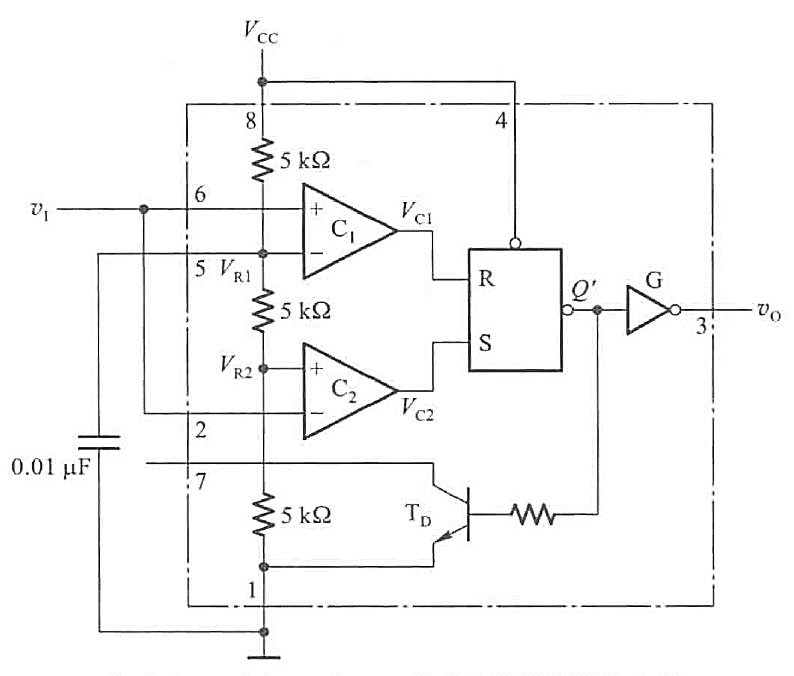 V_CC
8
4
5 kΩ
6
v_I
+
C_1
V_C1
−
5
V_R1
R
Q′
G
5 kΩ
3
v_O
S
V_R2
+
C_2
−
V_C2
2
0.01 μF
7
5 kΩ
T_D
1